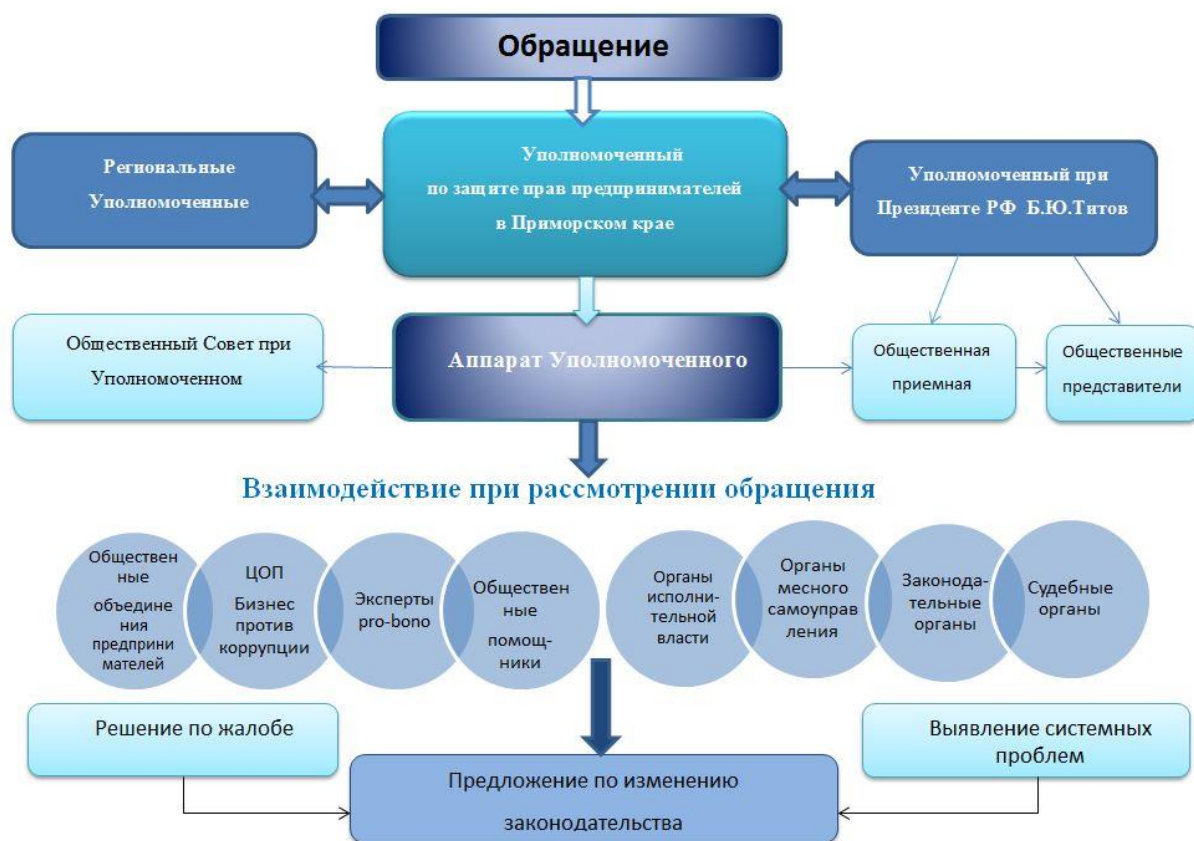 Обращение
Региональные
Уполномоченные
Уполномоченный
по защите прав предпринимателей
в Приморском крае
Уполномоченный при
Президенте РФ Б.Ю.Титов
Общественный Совет при
Уполномоченном
Аппарат Уполномоченного
Общественная
приемная
Общественные
представители
Взаимодействие при рассмотрении обращения
Обществен
ные
объедине
ния
предприни
мателей
ЦОП
Бизнес
против
коррупции
Эксперты
pro-bono
Обществен
ные
помощ-
ники
Органы
исполни-
тельной
власти
Органы
месного
самоуправ
ления
Законода-
тельные
органы
Судебные
органы
Решение по жалобе
Выявление системных
проблем
Предложение по изменению
законодательства